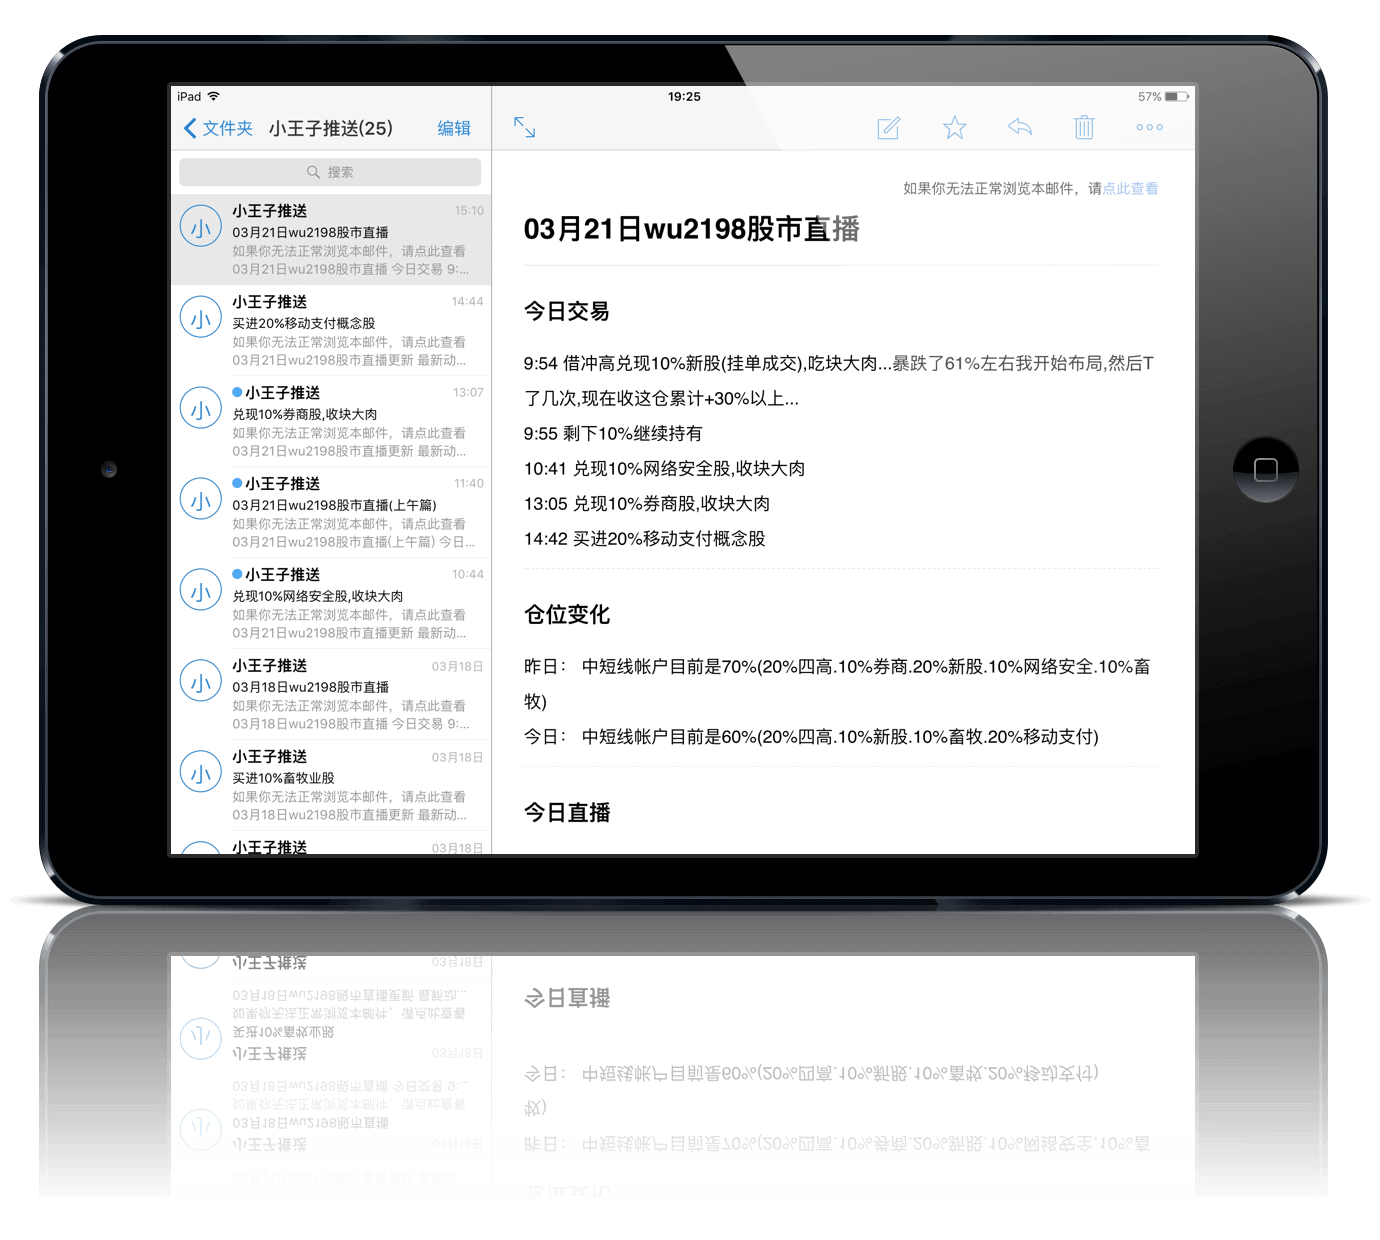 iPad
19:25
57%
文件夹
小王子推送(25)
编辑
搜索
小
小王子推送
15:10
03月21日wu2198股市直播
如果你无法正常浏览本邮件，请点此查看
03月21日wu2198股市直播 今日交易 9:...
小
小王子推送
14:44
买进20%移动支付概念股
如果你无法正常浏览本邮件，请点此查看
03月21日wu2198股市直播更新 最新动...
小
小王子推送
13:07
兑现10%券商股,收块大肉
如果你无法正常浏览本邮件，请点此查看
03月21日wu2198股市直播更新 最新动...
小
小王子推送
11:40
03月21日wu2198股市直播(上午篇)
如果你无法正常浏览本邮件，请点此查看
03月21日wu2198股市直播(上午篇) 今日...
小
小王子推送
10:44
兑现10%网络安全股,收块大肉
如果你无法正常浏览本邮件，请点此查看
03月21日wu2198股市直播更新 最新动...
小
小王子推送
03月18日
03月18日wu2198股市直播
如果你无法正常浏览本邮件，请点此查看
03月18日wu2198股市直播 今日交易 9:...
小
小王子推送
03月18日
买进10%畜牧业股
如果你无法正常浏览本邮件，请点此查看
03月18日wu2198股市直播更新 最新动...
小王子推送
03月18日
如果你无法正常浏览本邮件，请点此查看
03月21日wu2198股市直播
今日交易
9:54 借冲高兑现10%新股(挂单成交),吃块大肉...暴跌了61%左右我开始布局,然后T
了几次,现在收这仓累计+30%以上...
9:55 剩下10%继续持有
10:41 兑现10%网络安全股,收块大肉
13:05 兑现10%券商股,收块大肉
14:42 买进20%移动支付概念股
仓位变化
昨日： 中短线帐户目前是70%(20%四高.10%券商.20%新股.10%网络安全.10%畜
牧)
今日： 中短线帐户目前是60%(20%四高.10%新股.10%畜牧.20%移动支付)
今日直播